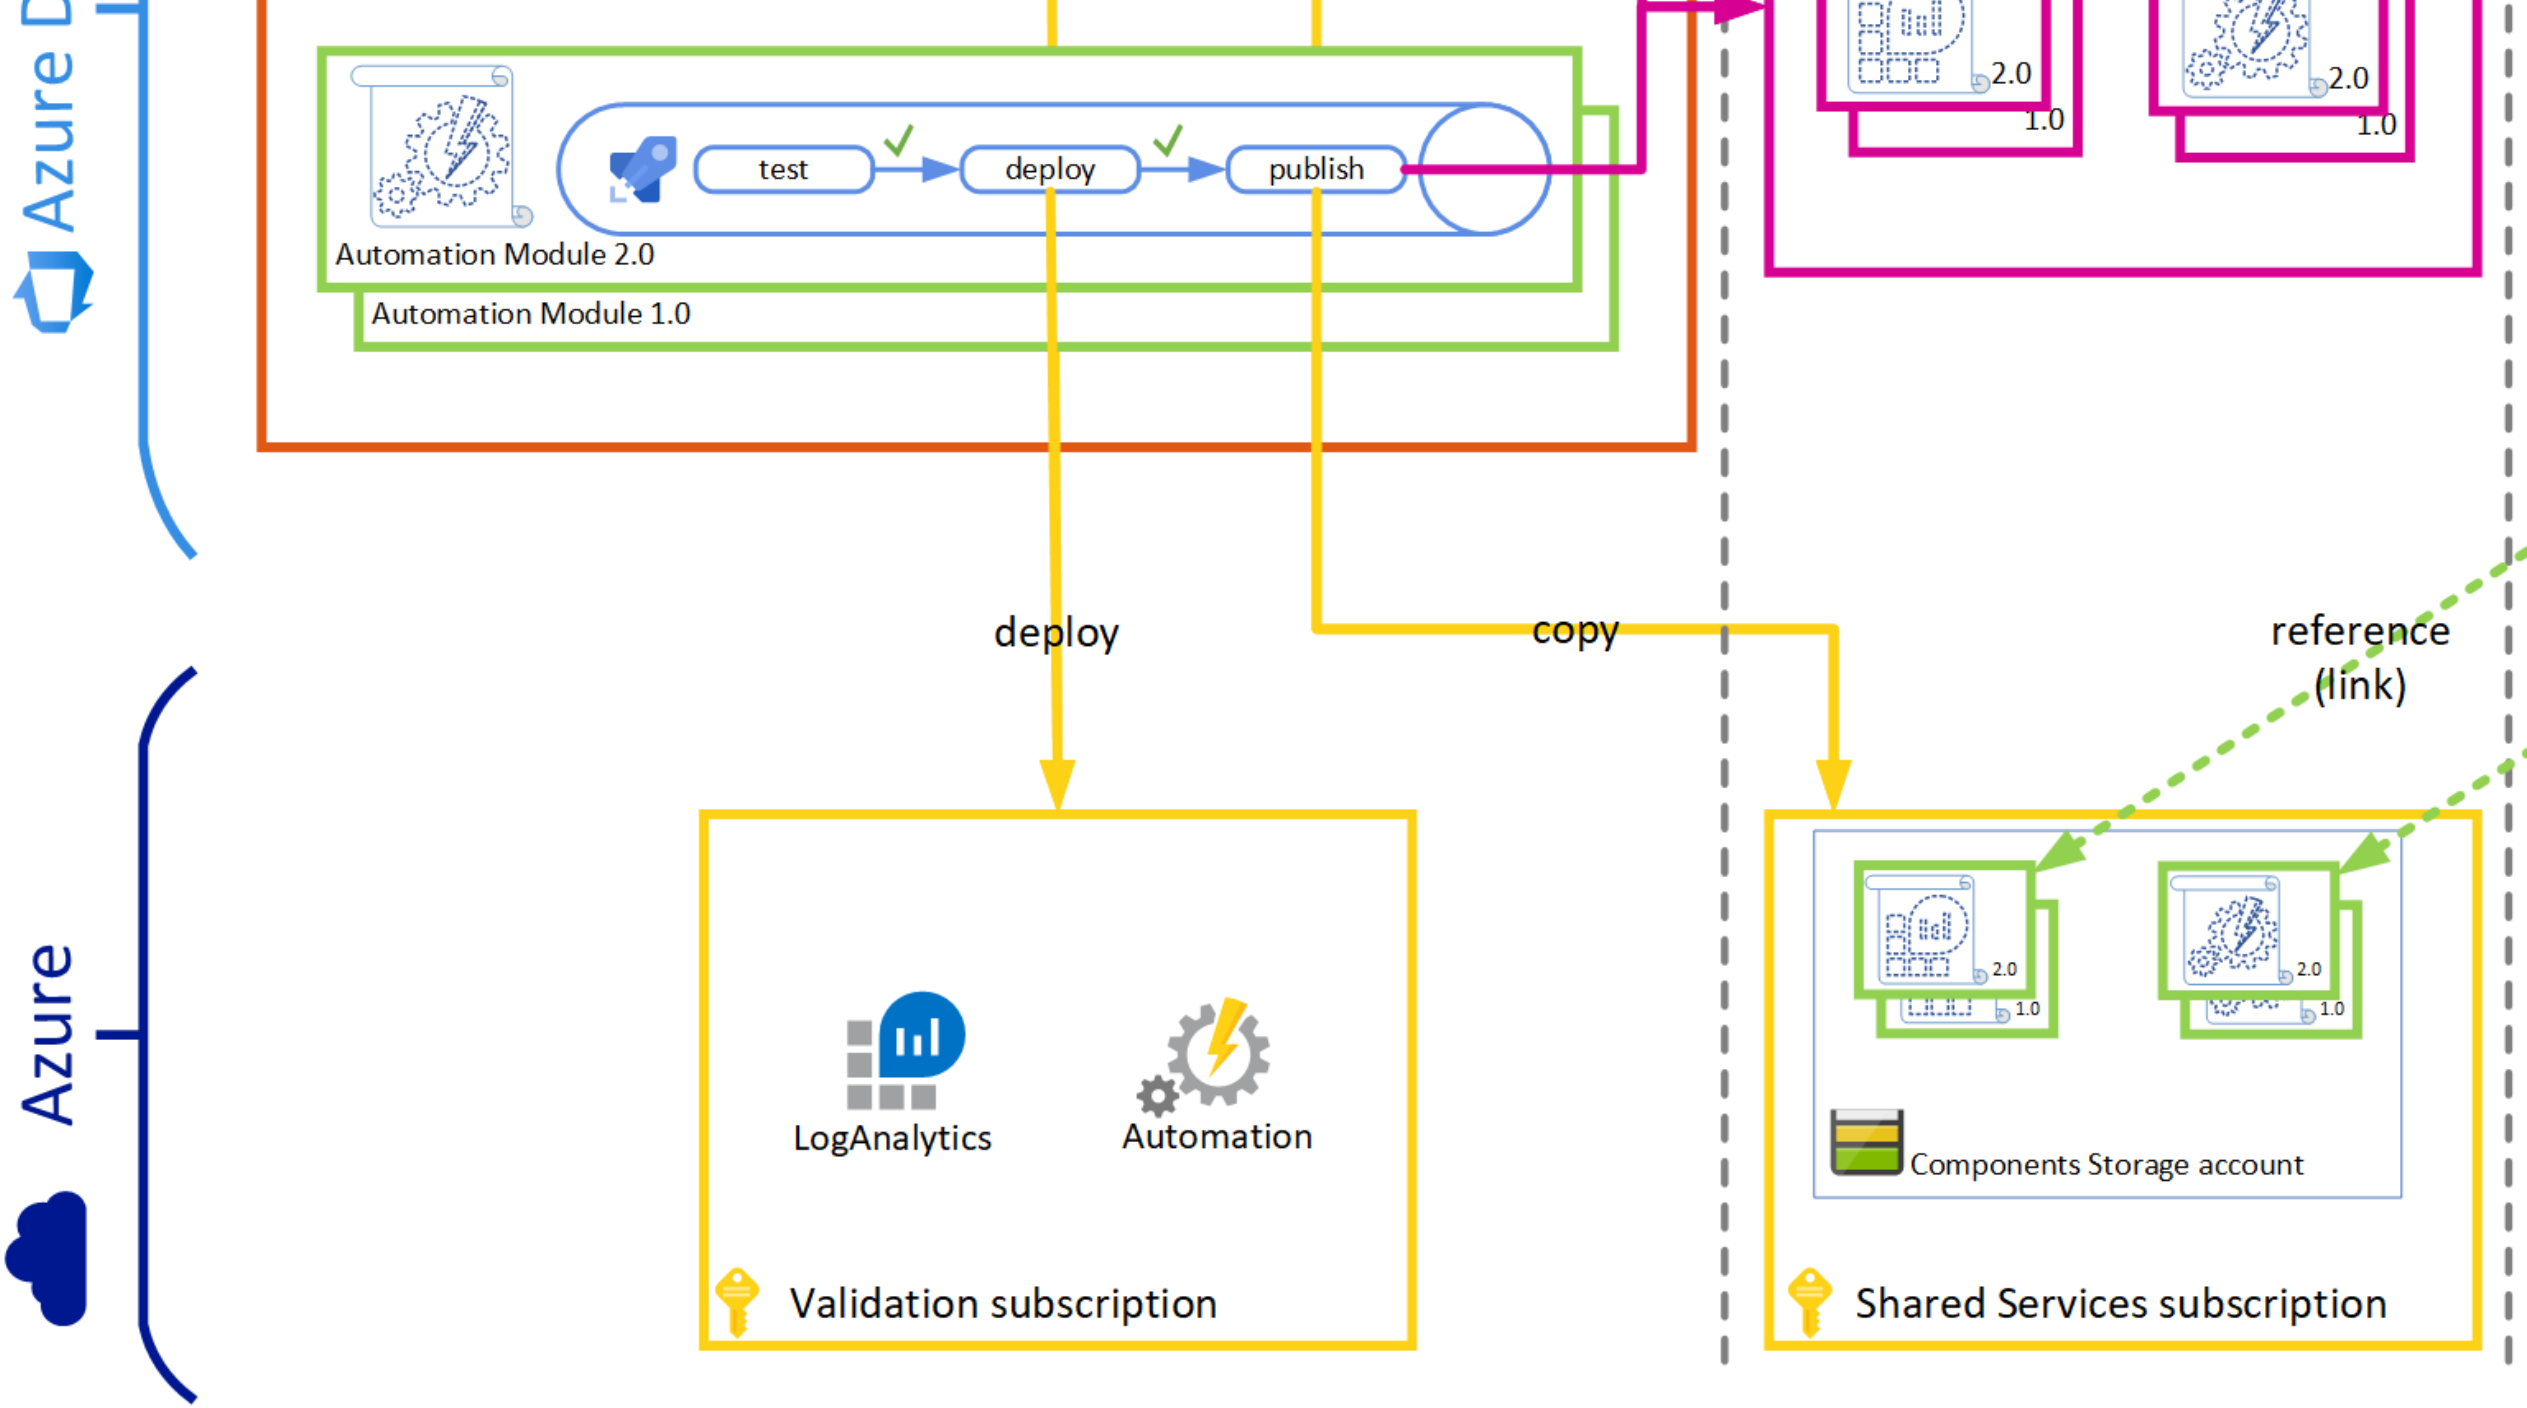 Azure D
2.0
1.0
2.0
1.0
test
deploy
publish
Automation Module 2.0
Automation Module 1.0
deploy
copy
reference
(link)
Azure
LogAnalytics
Automation
Validation subscription
2.0
1.0
2.0
1.0
Components Storage account
Shared Services subscription